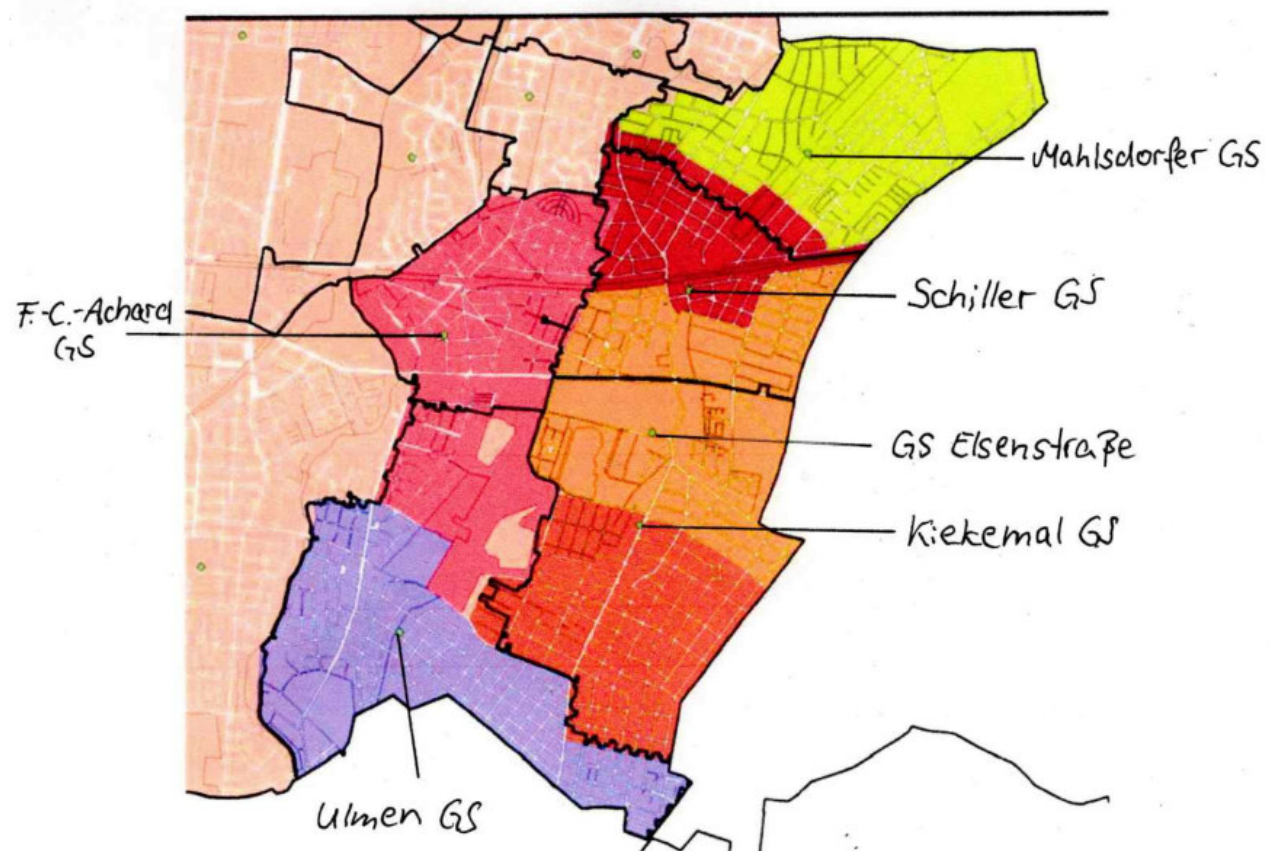 Mahlsdorfer GS
Schiller GS
F.-C.-Achard
GS
GS Elsenstraße
Kiekemal GS
Ulmen GS